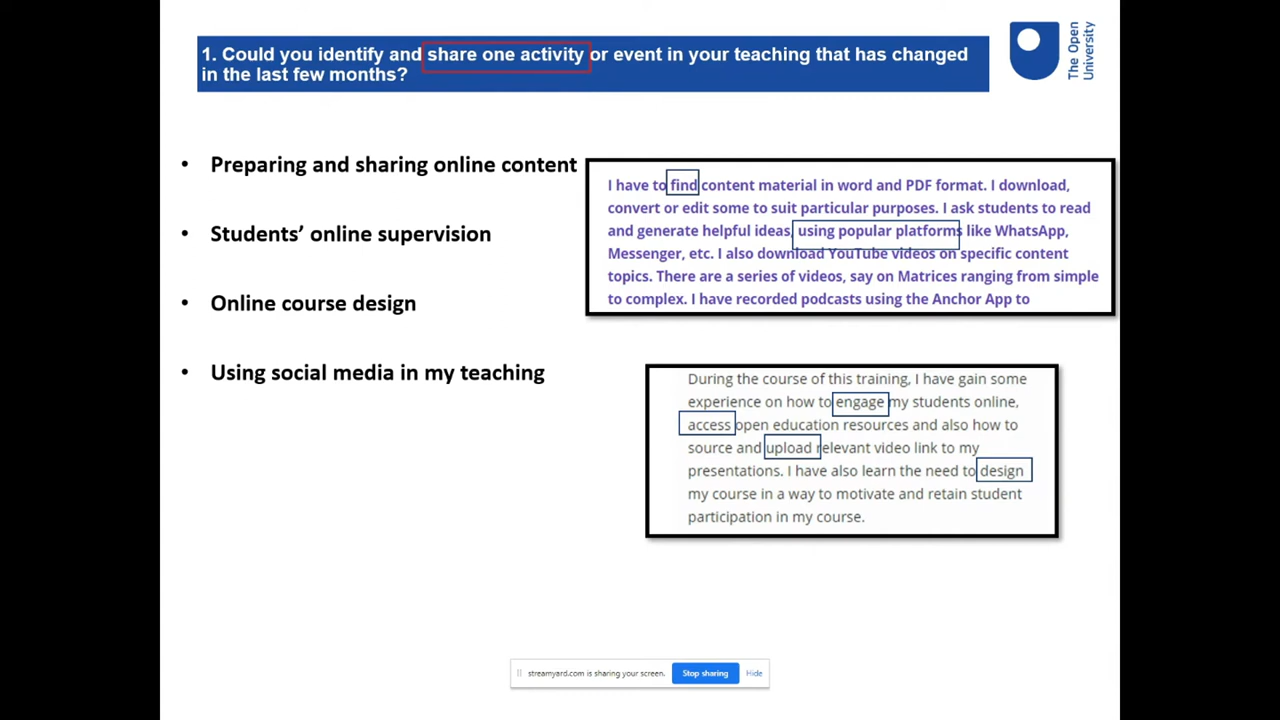 1. Could you identify and share one activity or event in your teaching that has changed
in the last few months?
The Open
University
• Preparing and sharing online content
• Students’ online supervision
• Online course design
• Using social media in my teaching
I have to find content material in word and PDF format. I download,
convert or edit some to suit particular purposes. I ask students to read
and generate helpful ideas, using popular platforms like WhatsApp,
Messenger, etc. I also download YouTube videos on specific content
topics. There are a series of videos, say on Matrices ranging from simple
to complex. I have recorded podcasts using the Anchor App to
During the course of this training, I have gain some
experience on how to engage my students online,
access open education resources and also how to
source and upload relevant video link to my
presentations. I have also learn the need to design
my course in a way to motivate and retain student
participation in my course.
streamyard.com is sharing your screen. Stop sharing Hide